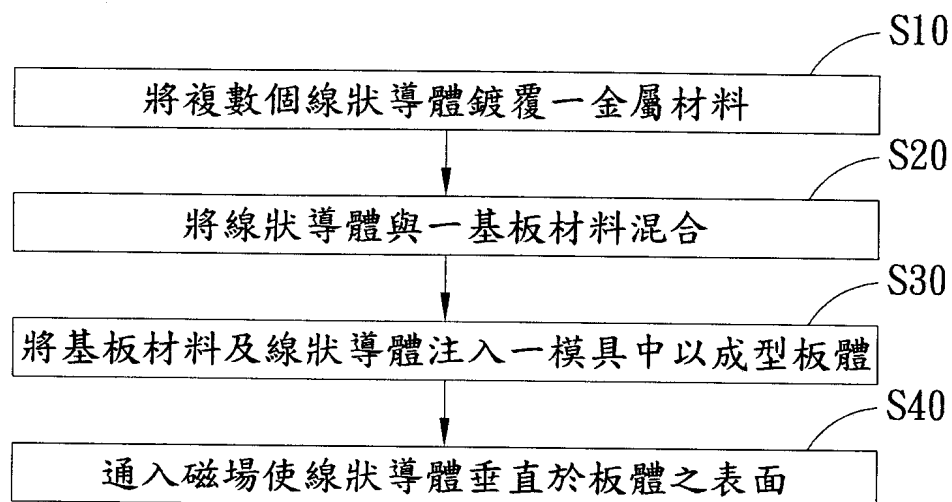 S10
將複數個線狀導體鍍覆一金屬材料
S20
將線狀導體與一基板材料混合
S30
將基板材料及線狀導體注入一模具中以成型板體
S40
通入磁場使線狀導體垂直於板體之表面